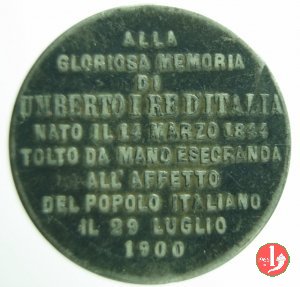 ALLA
GLORIOSA MEMORIA
DI
UMBERTO I RE D'ITALIA
NATO IL 14 MARZO 1844
TOLTO DA MANO ESECRANDA
ALL'AFFETTO
DEL POPOLO ITALIANO
IL 29 LUGLIO
1900